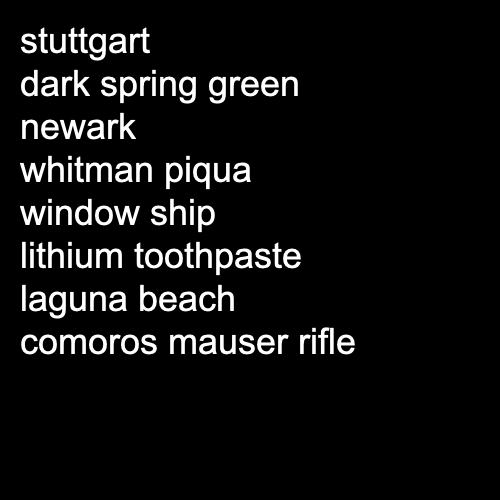 stuttgart
dark spring green
newark
whitman piqua
window ship
lithium toothpaste
laguna beach
comoros mauser rifle